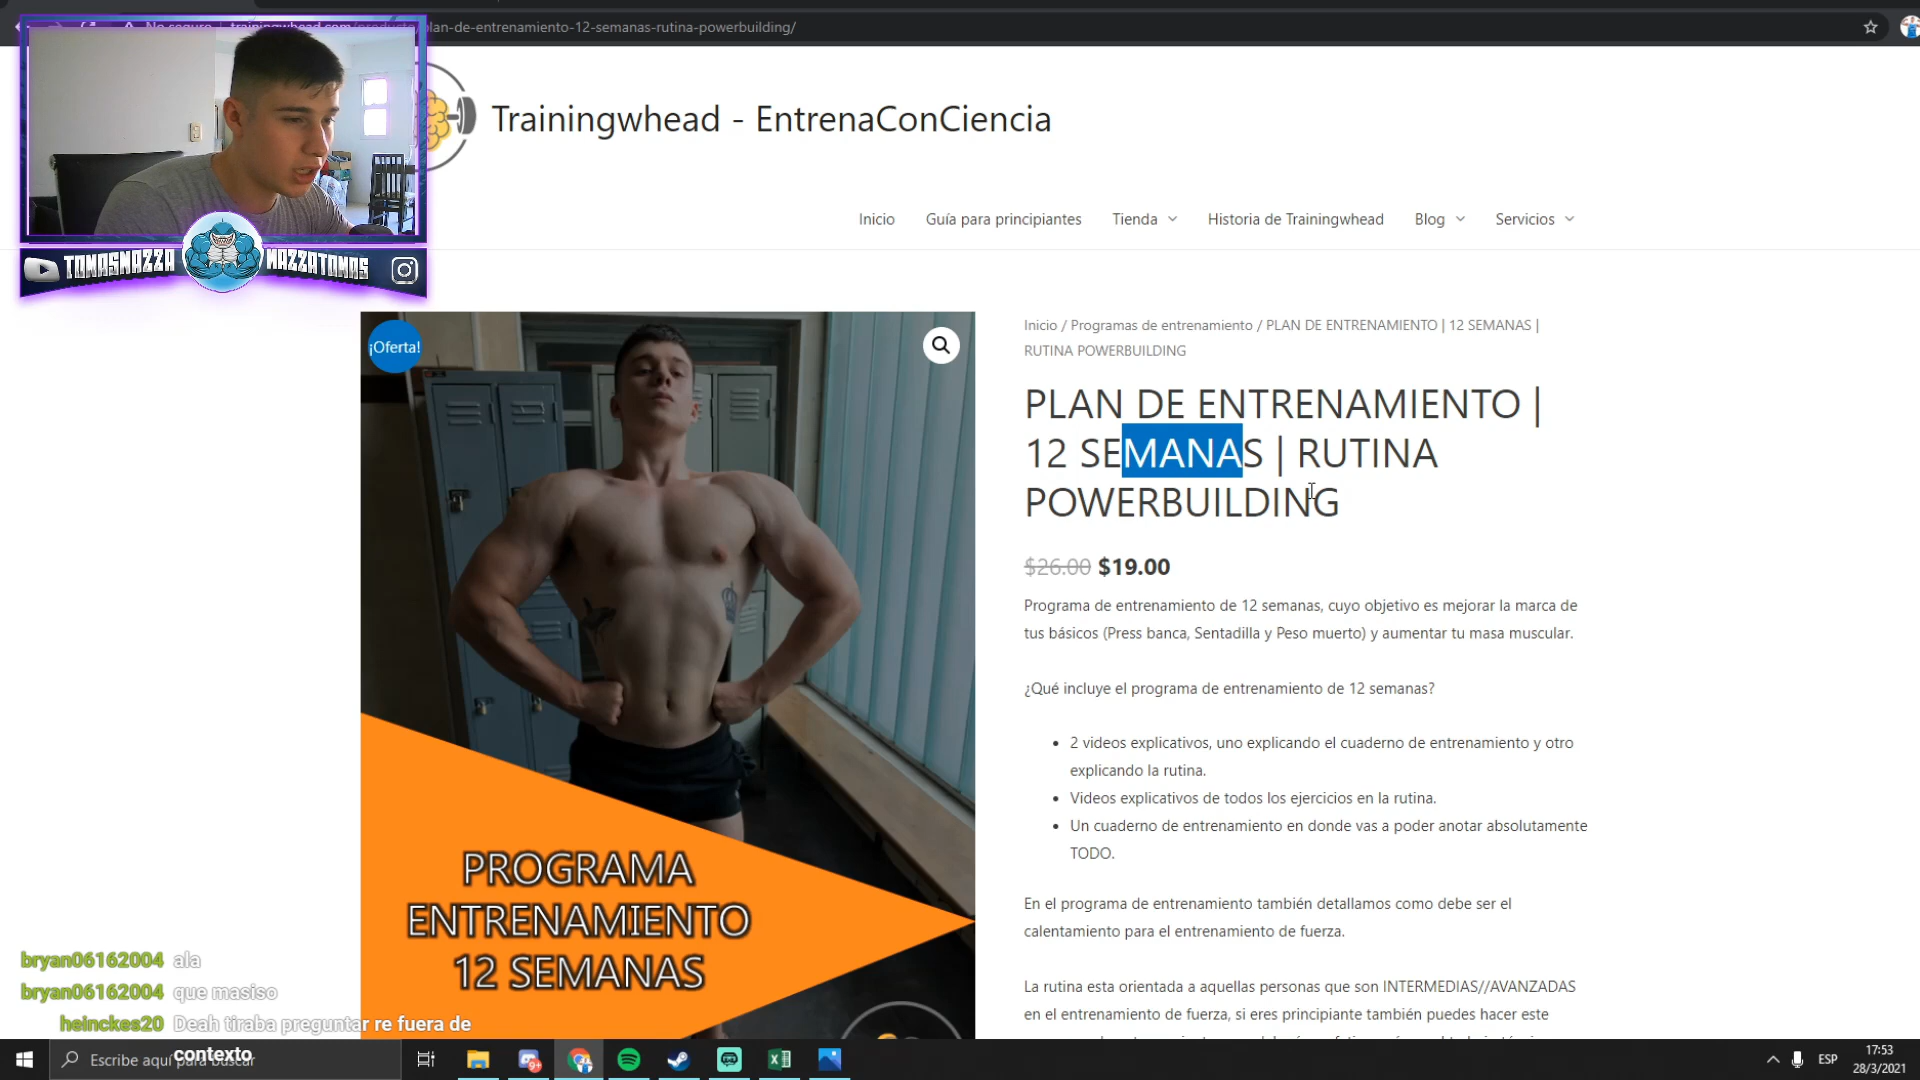 No seguro | trainingwhead.com/product/plan-de-entrenamiento-12-semanas-rutina-powerbuilding/
TOMASMAZZA MAZZATOMAS
Trainingwhead - EntrenaConCiencia
Inicio Guía para principiantes Tienda Historia de Trainingwhead Blog Servicios
¡Oferta!
PROGRAMA
ENTRENAMIENTO
12 SEMANAS
Inicio / Programas de entrenamiento / PLAN DE ENTRENAMIENTO | 12 SEMANAS |
RUTINA POWERBUILDING
PLAN DE ENTRENAMIENTO |
12 SEMANAS | RUTINA
POWERBUILDING
$26.00 $19.00
Programa de entrenamiento de 12 semanas, cuyo objetivo es mejorar la marca de
tus básicos (Press banca, Sentadilla y Peso muerto) y aumentar tu masa muscular.
¿Qué incluye el programa de entrenamiento de 12 semanas?
• 2 videos explicativos, uno explicando el cuaderno de entrenamiento y otro
explicando la rutina.
• Videos explicativos de todos los ejercicios en la rutina.
• Un cuaderno de entrenamiento en donde vas a poder anotar absolutamente
TODO.
En el programa de entrenamiento también detallamos como debe ser el
calentamiento para el entrenamiento de fuerza.
La rutina esta orientada a aquellas personas que son INTERMEDIAS//AVANZADAS
en el entrenamiento de fuerza, si eres principiante también puedes hacer este
bryan06162004 ala
bryan06162004 que masiso
heinckes20 Deah tiraba preguntar re fuera de
contexto
Escribe aquí para buscar
9+
ESP
17:53
28/3/2021